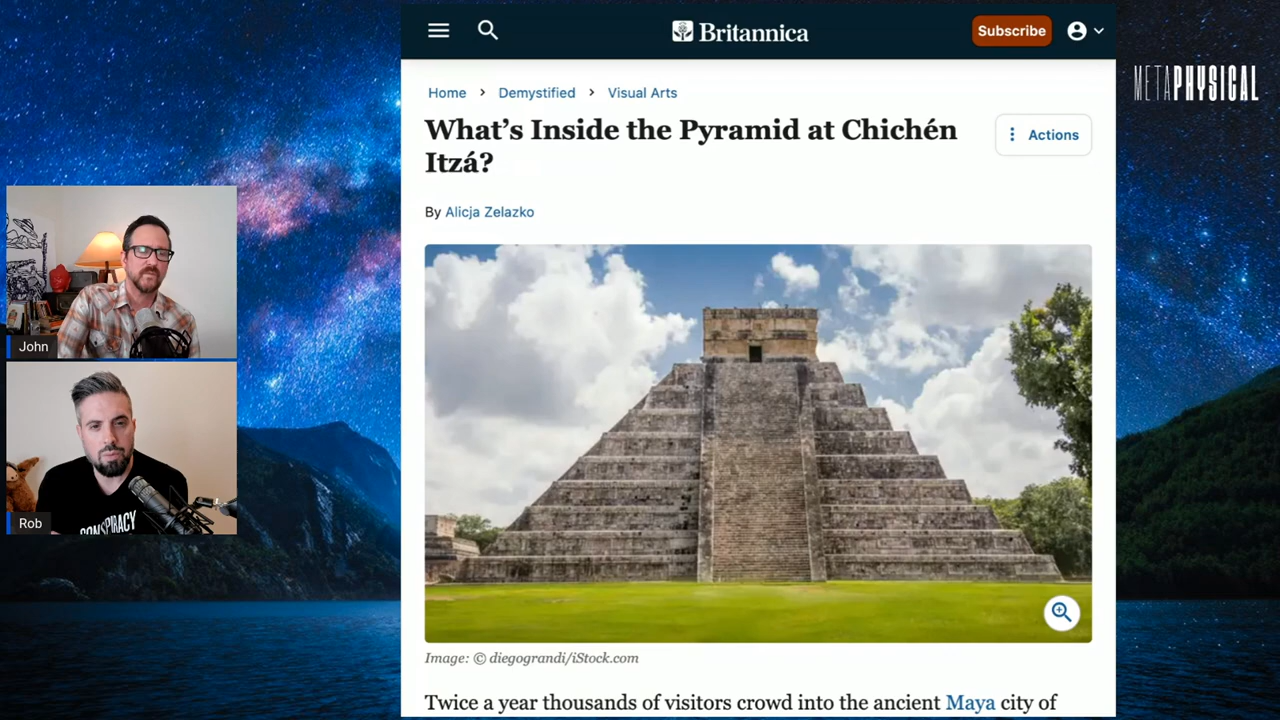 Britannica
Subscribe
METAPHYSICAL
Home > Demystified > Visual Arts
What's Inside the Pyramid at Chichén
Itzá?
Actions
By Alicja Zelazko
John
Rob
CONSPIRACY
Image: © diegograndi/iStock.com
Twice a year thousands of visitors crowd into the ancient Maya city of